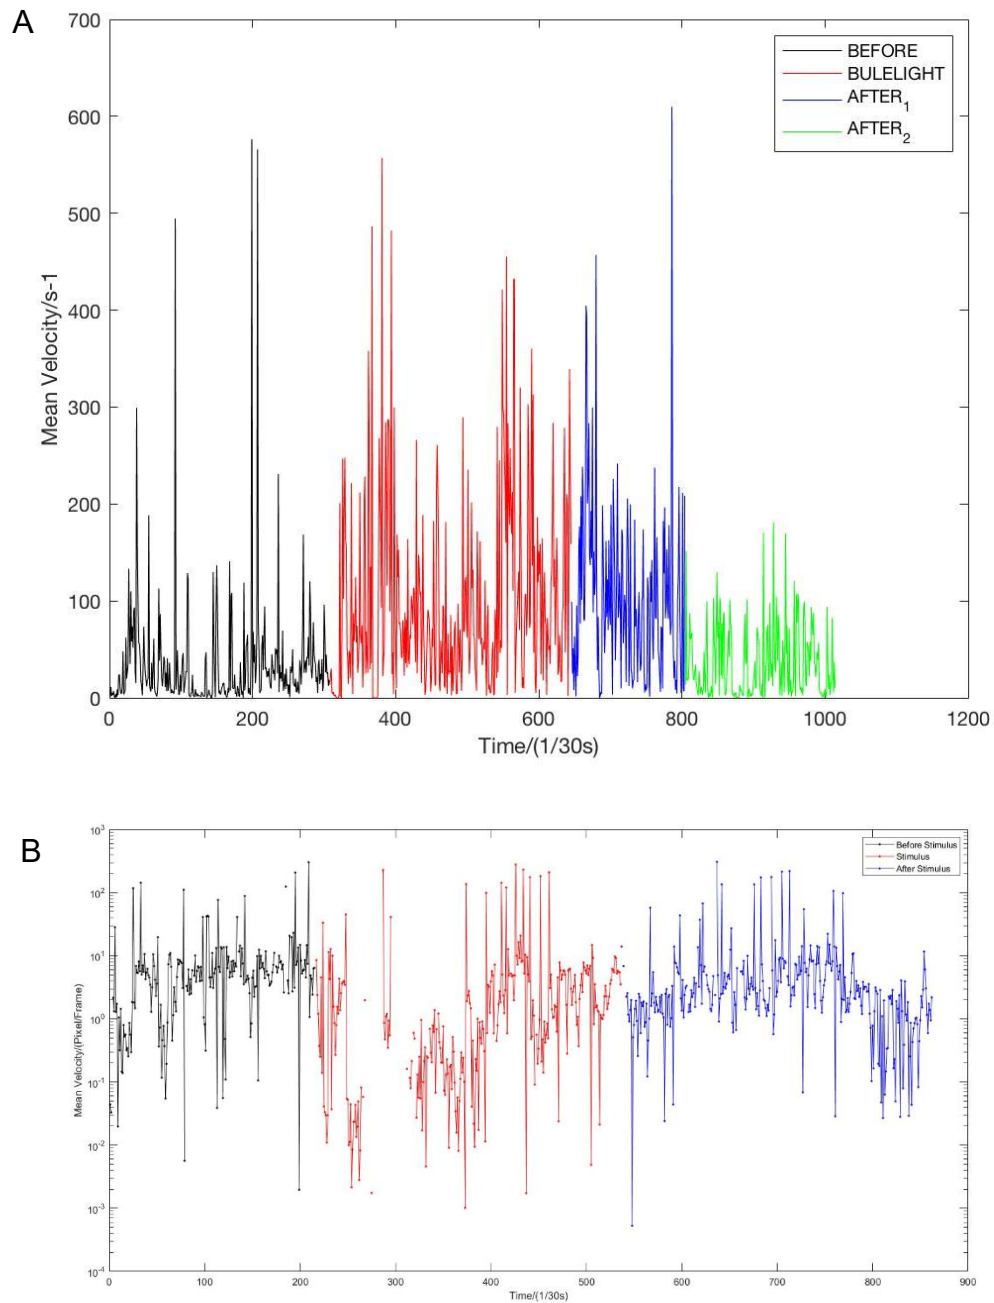 A
700
600
500
400
300
200
100
0
Mean Velocity/s-1
BEFORE
BULELIGHT
AFTER1
AFTER2
0 200 400 600 800 1000 1200
Time/(1/30s)
B
10^3
10^2
10^1
10^0
10^-1
10^-2
10^-3
10^-4
Mean Velocity/(Pixel/Frame)
Before Stimulus
Stimulus
After Stimulus
0 100 200 300 400 500 600 700 800 900
Time/(1/30s)